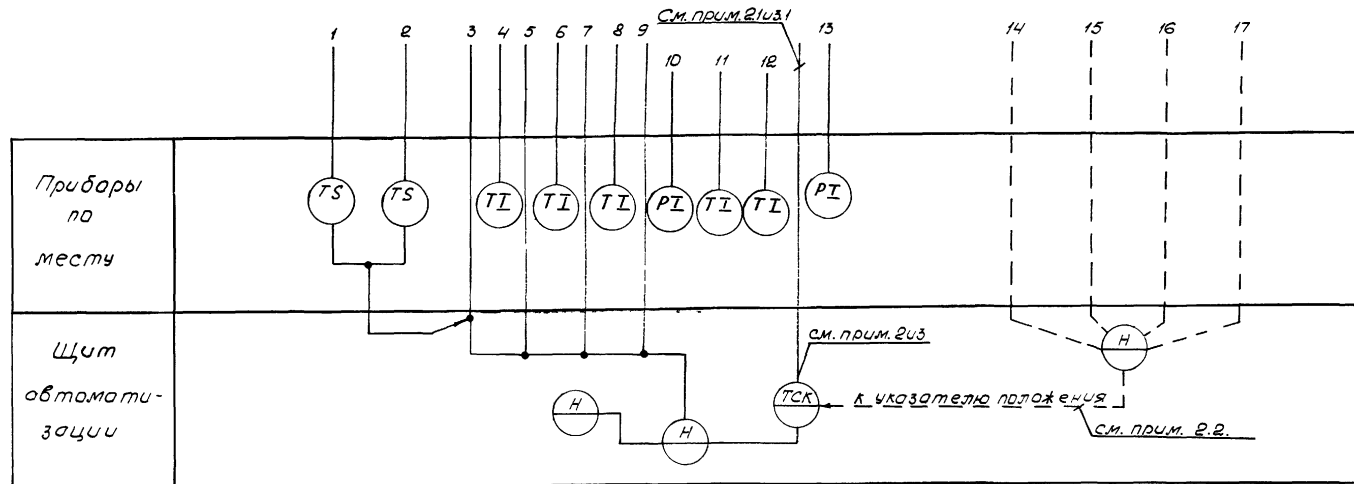 См. прим. 2.1 и 3.1
1 2 3 4 5 6 7 8 9 13 14 15 16 17
10 11 12
Приборы
по
месту
TS TS TI TI TI PI TI TI PI
Щит
автомати-
зации
H
см. прим. 2 и 3
TCK
к указателю положения
H
H
см. прим. 2.2.